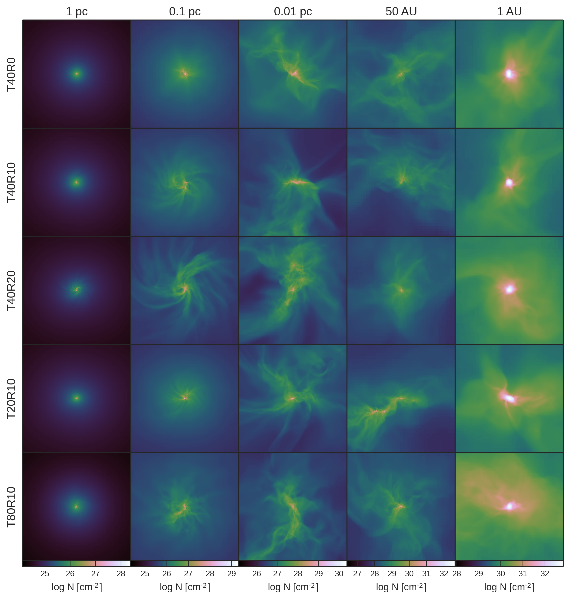 1 pc 0.1 pc 0.01 pc 50 AU 1 AU
T40R0
T40R10
T40R20
T20R10
T80R10
25 26 27 28 25 26 27 28 29 26 27 28 29 30 27 28 29 30 31 32 28 29 30 31 32
log N [cm⁻²] log N [cm⁻²] log N [cm⁻²] log N [cm⁻²] log N [cm⁻²]